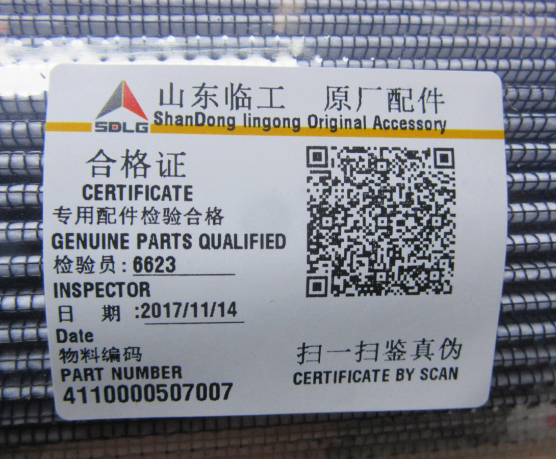 山东临工 原厂配件
SDLG
ShanDong lingong Original Accessory
合格证
CERTIFICATE
专用配件检验合格
GENUINE PARTS QUALIFIED
检验员:6623
INSPECTOR
日 期:2017/11/14
Date
物料编码
PART NUMBER
4110000507007
扫一扫鉴真伪
CERTIFICATE BY SCAN